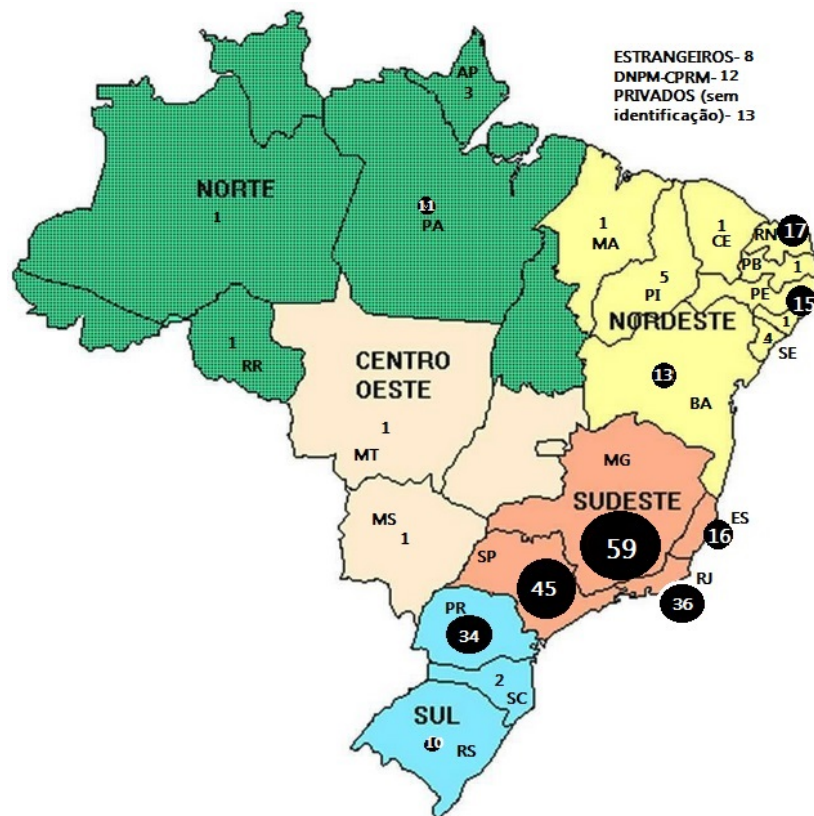 ESTRANGEIROS- 8
DNPM-CPRM- 12
PRIVADOS (sem
identificação)- 13
AP
3
NORTE
1
11
PA
1
MA
1
CE
RN
17
PB
1
5
PI
PE
15
NORDESTE
1
4
SE
1
RR
CENTRO
OESTE
13
BA
1
MT
MG
SUDESTE
MS
1
ES
16
59
SP
45
RJ
36
PR
34
2
SC
SUL
10
RS